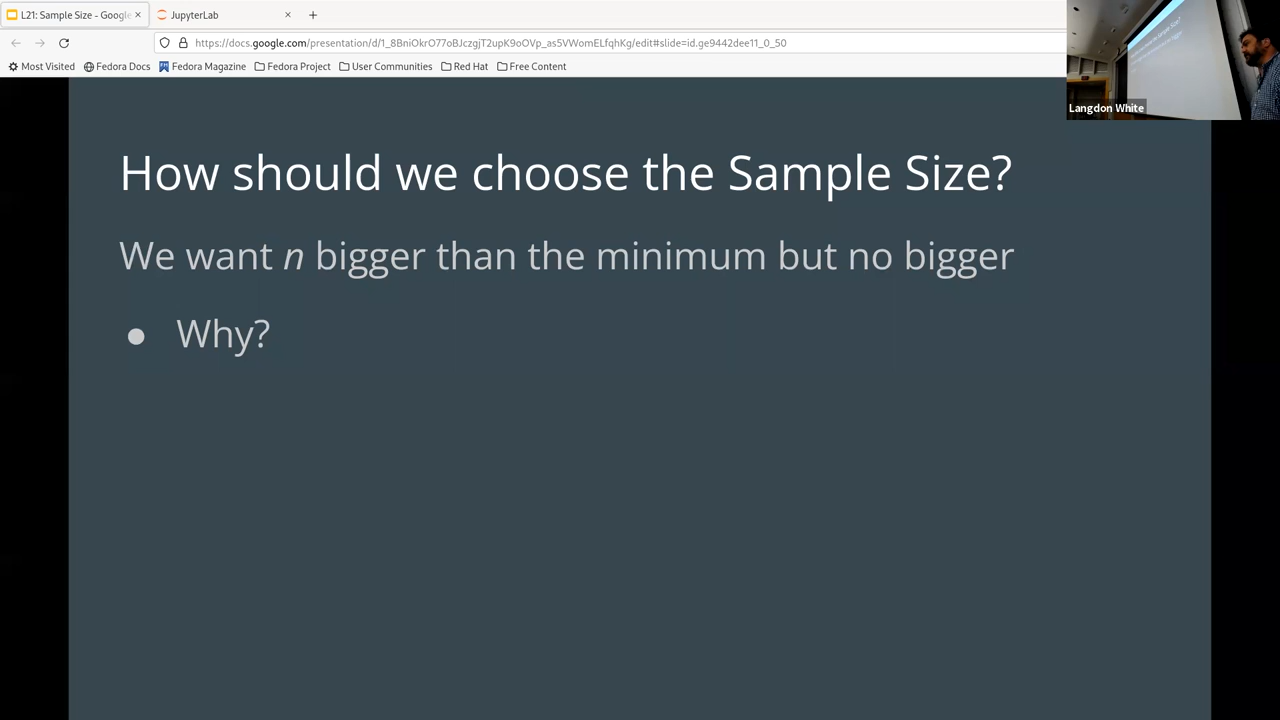 L21: Sample Size - Google
JupyterLab
https://docs.google.com/presentation/d/1_8BniOkrO77oBJczgjT2upK9oOVp_as5VWomELfqhKg/edit#slide=id.ge9442dee11_0_50
Most Visited Fedora Docs Fedora Magazine Fedora Project User Communities Red Hat Free Content
Langdon White
How should we choose the Sample Size?
We want n bigger than the minimum but no bigger
● Why?